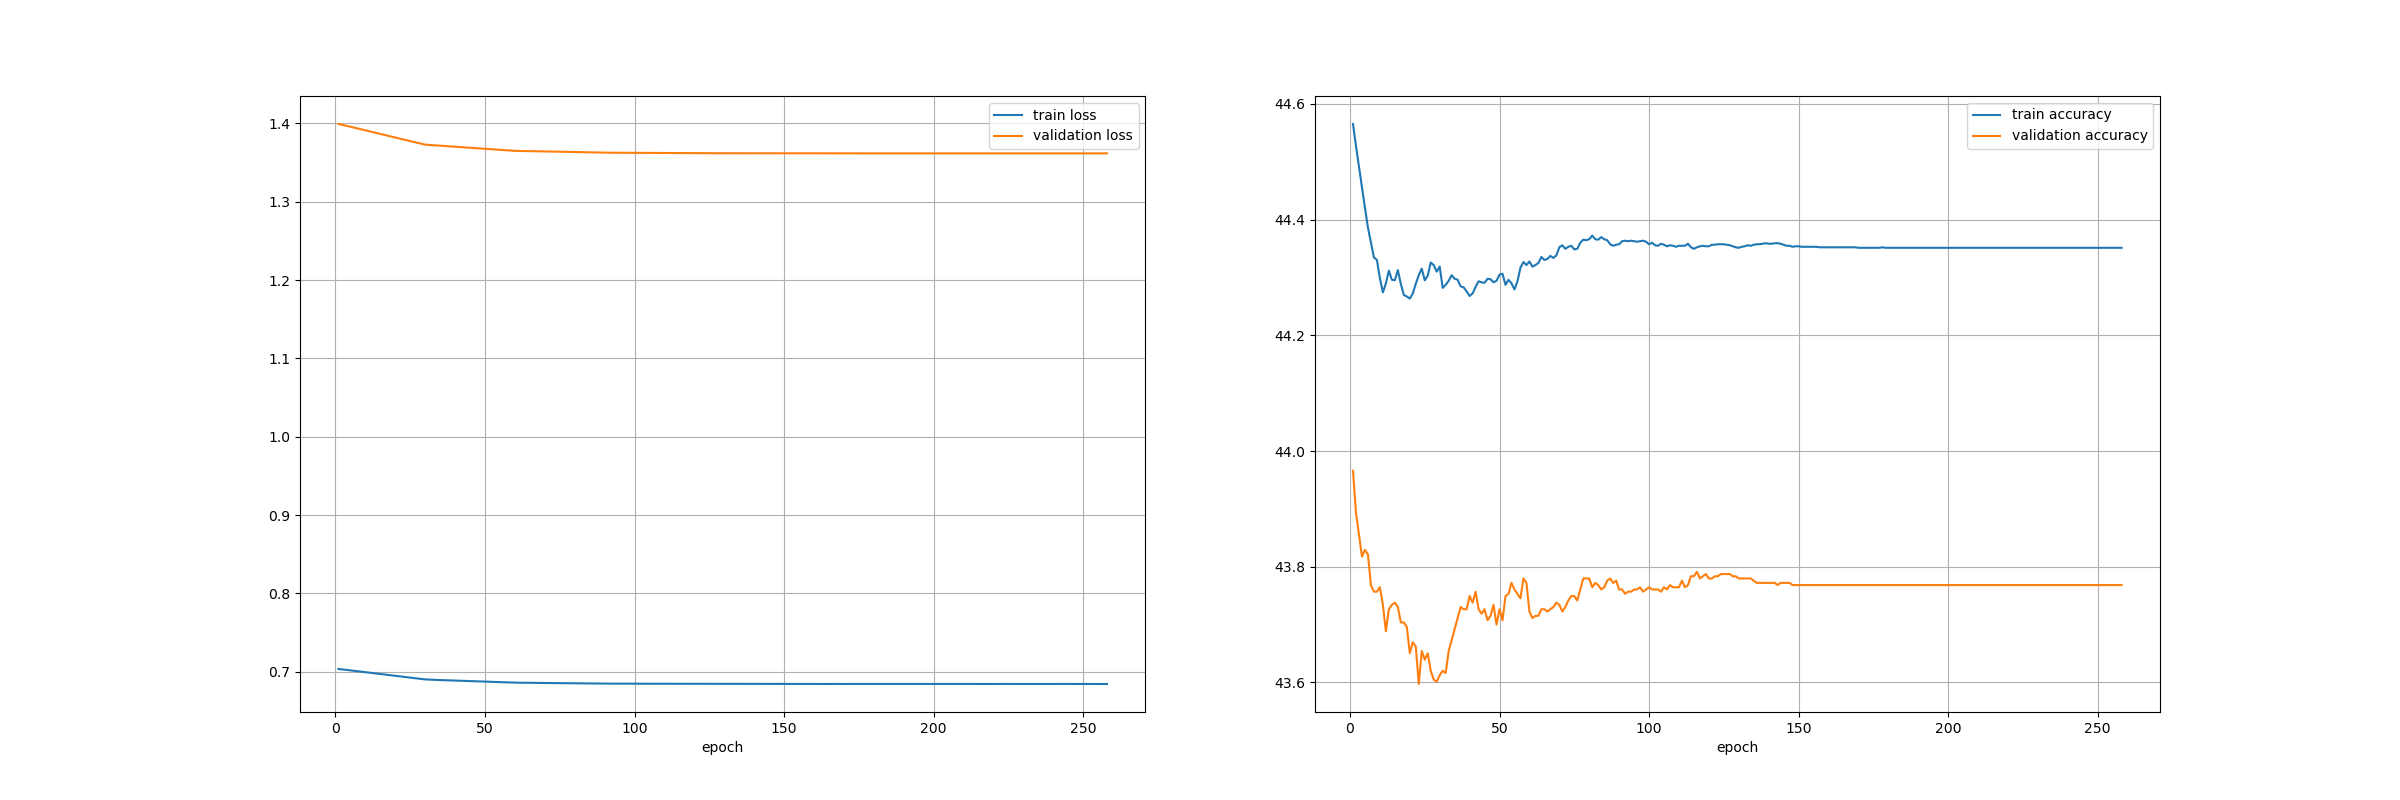 train loss
validation loss
1.4
1.3
1.2
1.1
1.0
0.9
0.8
0.7
0 50 100 150 200 250
epoch
train accuracy
validation accuracy
44.6
44.4
44.2
44.0
43.8
43.6
0 50 100 150 200 250
epoch